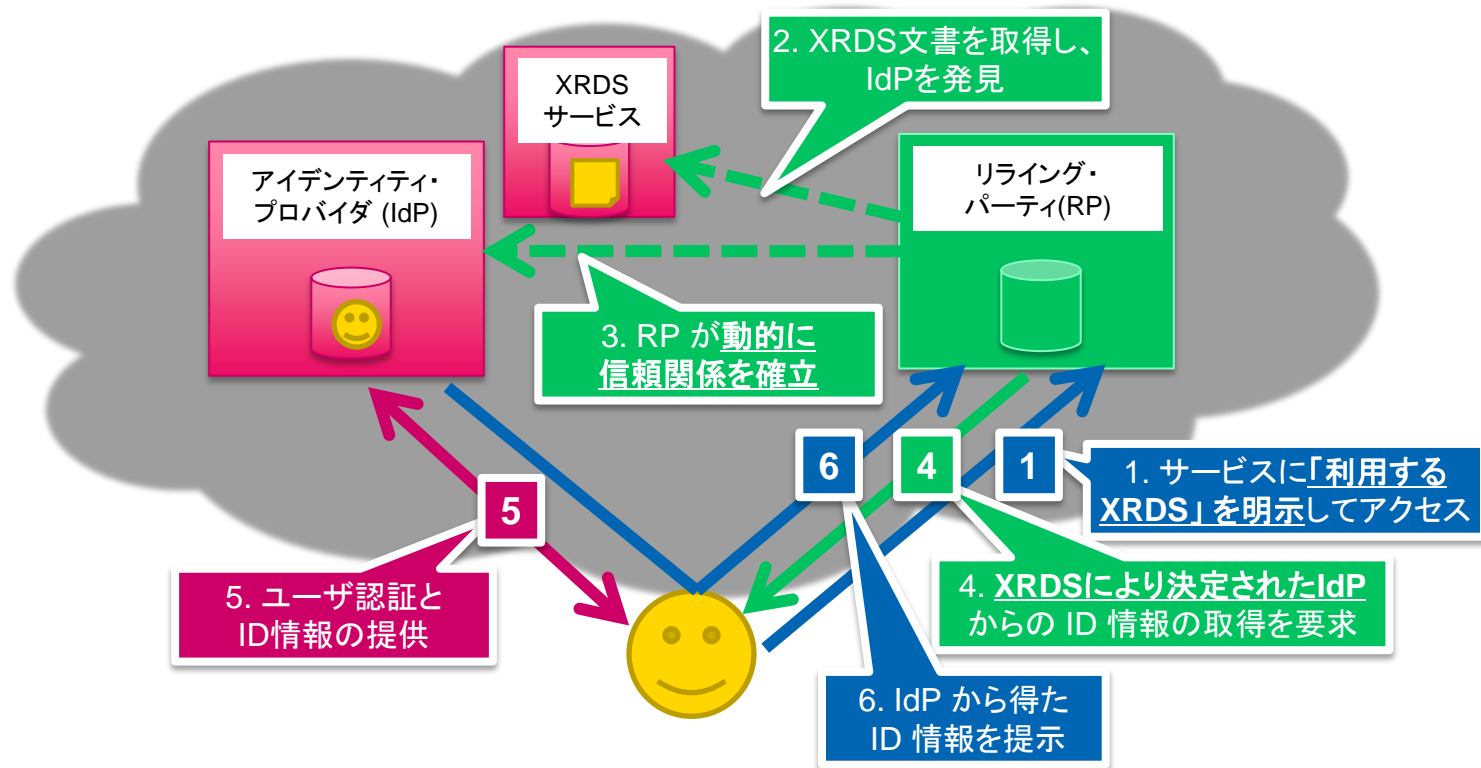 2. XRDS文書を取得し、
IdPを発見
XRDS
サービス
アイデンティティ・
プロバイダ (IdP)
リライング・
パーティ(RP)
3. RP が動的に
信頼関係を確立
6
4
1
1. サービスに「利用する
XRDS」を明示してアクセス
5
5. ユーザ認証と
ID情報の提供
4. XRDSにより決定されたIdP
からの ID 情報の取得を要求
6. IdP から得た
ID 情報を提示